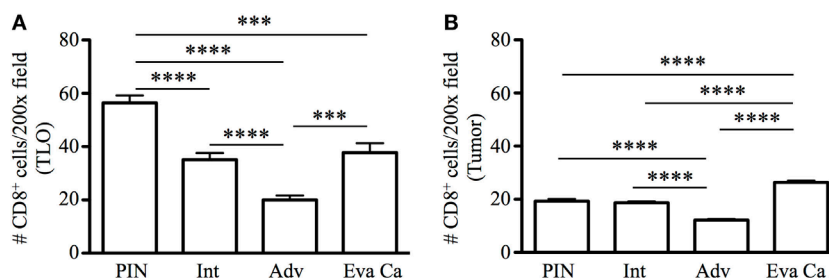 A
# CD8⁺ cells/200x field
(TLO)
80
60
40
20
0
***
****
****
***
****
PIN Int Adv Eva Ca
B
# CD8⁺ cells/200x field
(Tumor)
80
60
40
20
0
****
****
****
****
****
PIN Int Adv Eva Ca